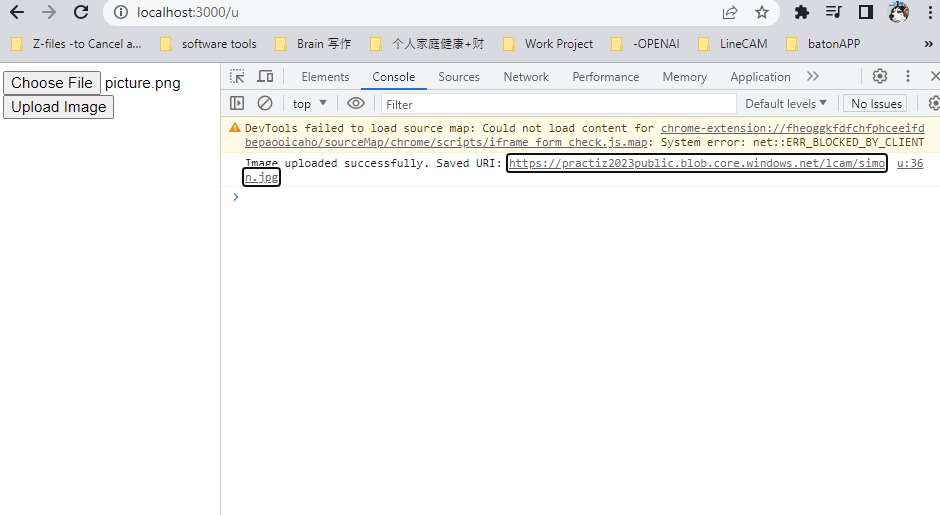 localhost:3000/u
Z-files -to Cancel a... software tools Brain 写作 个人家庭健康+财 Work Project -OPENAI LineCAM batonAPP »
Choose File picture.png
Upload Image
Elements Console Sources Network Performance Memory Application »
top ▼ Filter Default levels ▼ No Issues
DevTools failed to load source map: Could not load content for chrome-extension://fheoggkfdfchfphceeifd
bepaooicaho/sourceMap/chrome/scripts/iframe_form_check.js.map: System error: net::ERR_BLOCKED_BY_CLIENT
Image uploaded successfully. Saved URI: https://practiz2023public.blob.core.windows.net/lcam/simo u:36
n.jpg